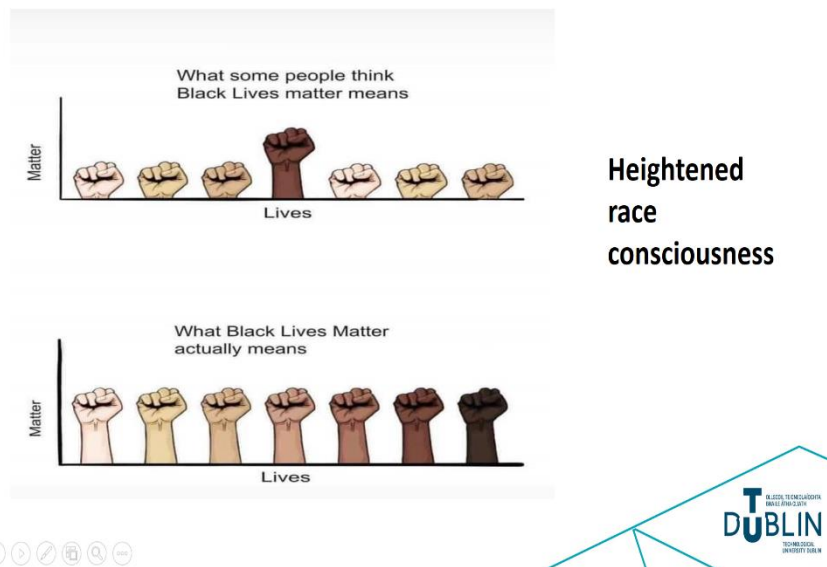 What some people think
Black Lives matter means
Matter
Lives
Heightened
race
consciousness
What Black Lives Matter
actually means
Matter
Lives
TU
DUBLIN
TECHNOLOGICAL
UNIVERSITY DUBLIN